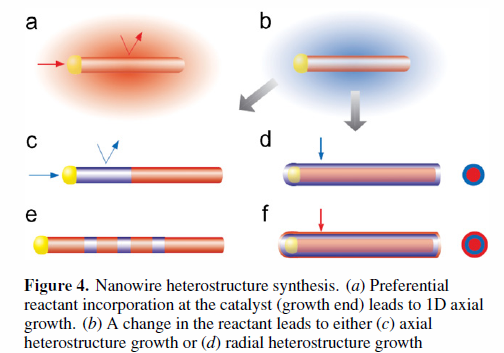 a
b
c
d
e
f
Figure 4. Nanowire heterostructure synthesis. (a) Preferential
reactant incorporation at the catalyst (growth end) leads to 1D axial
growth. (b) A change in the reactant leads to either (c) axial
heterostructure growth or (d) radial heterostructure growth